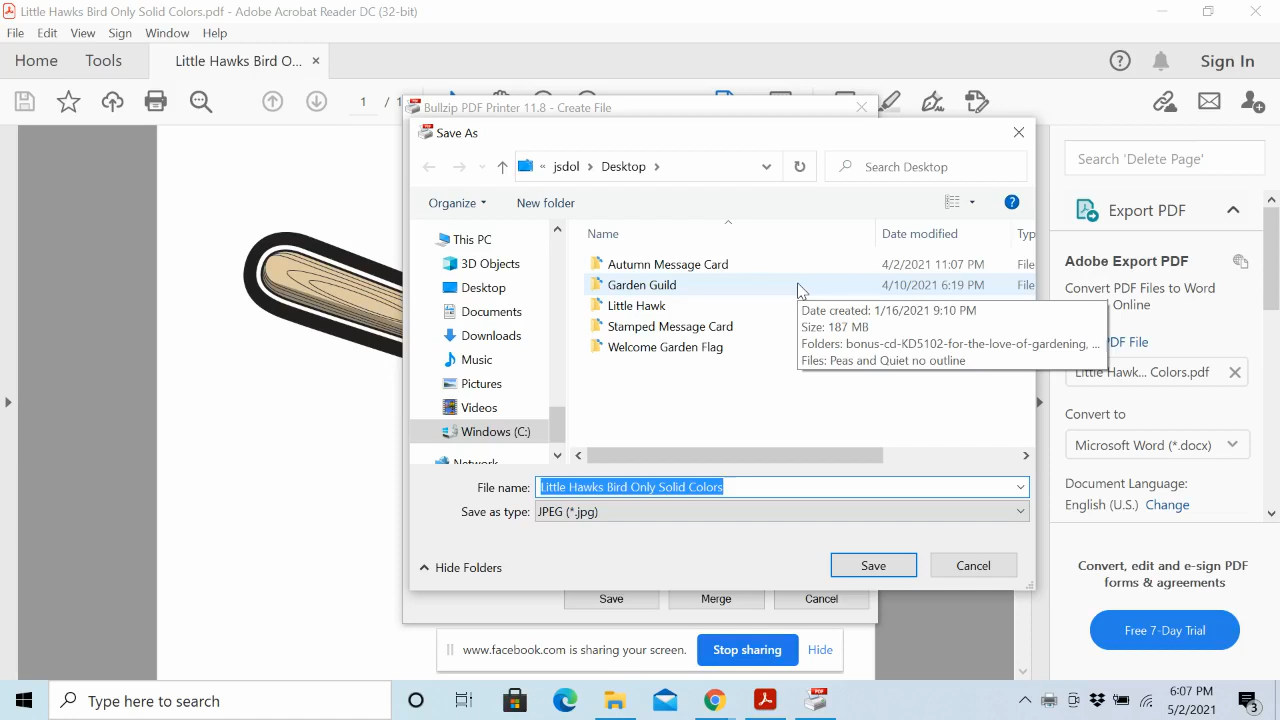 Little Hawks Bird Only Solid Colors.pdf - Adobe Acrobat Reader DC (32-bit)
File Edit View Sign Window Help
Home Tools Little Hawks Bird O... ×
Sign In
1 / 1
Bullzip PDF Printer 11.8 - Create File
Save As
« jsdol > Desktop >
Search Desktop
Search 'Delete Page'
Organize New folder
Export PDF
Name Date modified Typ
This PC
3D Objects
Desktop
Documents
Downloads
Music
Pictures
Videos
Windows (C:)
Network
Autumn Message Card 4/2/2021 11:07 PM File
Garden Guild 4/10/2021 6:19 PM File
Little Hawk
Stamped Message Card
Welcome Garden Flag
Date created: 1/16/2021 9:10 PM
Size: 187 MB
Folders: bonus-cd-KD5102-for-the-love-of-gardening, ...
Files: Peas and Quiet no outline
Adobe Export PDF
Convert PDF Files to Word
Online
PDF File
Little Hawk... Colors.pdf
Convert to
Microsoft Word (*.docx)
Document Language:
English (U.S.) Change
File name: Little Hawks Bird Only Solid Colors
Save as type: JPEG (*.jpg)
Hide Folders Save Cancel
Save Merge Cancel
Convert, edit and e-sign PDF
forms & agreements
Free 7-Day Trial
www.facebook.com is sharing your screen. Stop sharing Hide
Type here to search
6:07 PM
5/2/2021
3